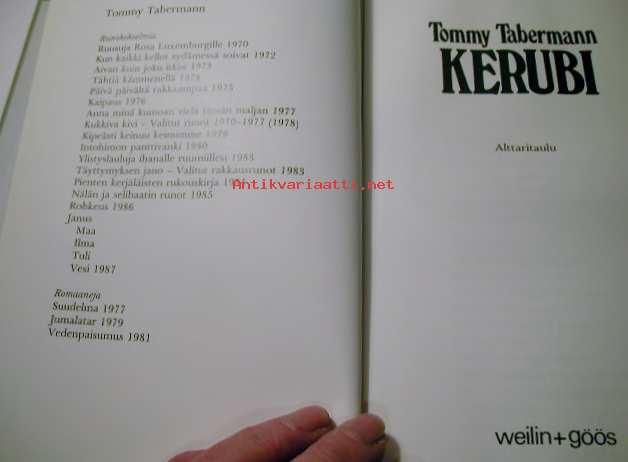 Tommy Tabermann
Runokokoelmia
Ruusuja Rosa Luxemburgille 1970
Kun kaikki kellot sydämessä soivat 1972
Aivan kuin joku itkisi 1973
Tähtiä kämmenellä 1974
Päivä päivältä rakkaampaa 1975
Kaipaus 1976
Anna minä kumoan vielä tämän maljan 1977
Kukkiva kivi – Valitut runot 1970–1977 (1978)
Kipeästi keinuu keinumme 1979
Intohimon panttivanki 1980
Ylistyslauluja ihanalle ruumiillesi 1983
Täyttymyksen jano – Valitut rakkausrunot 1983
Pienten kerjäläisten rukouskirja
Nälän ja selibaatin runot 1985
Rohkeus 1986
Janus
Maa
Ilma
Tuli
Vesi 1987
Romaaneja
Suudelma 1977
Jumalatar 1979
Vedenpaisumus 1981
Antikvariaatti.net
Tommy Tabermann
KERUBI
Alttaritaulu
weilin+göös